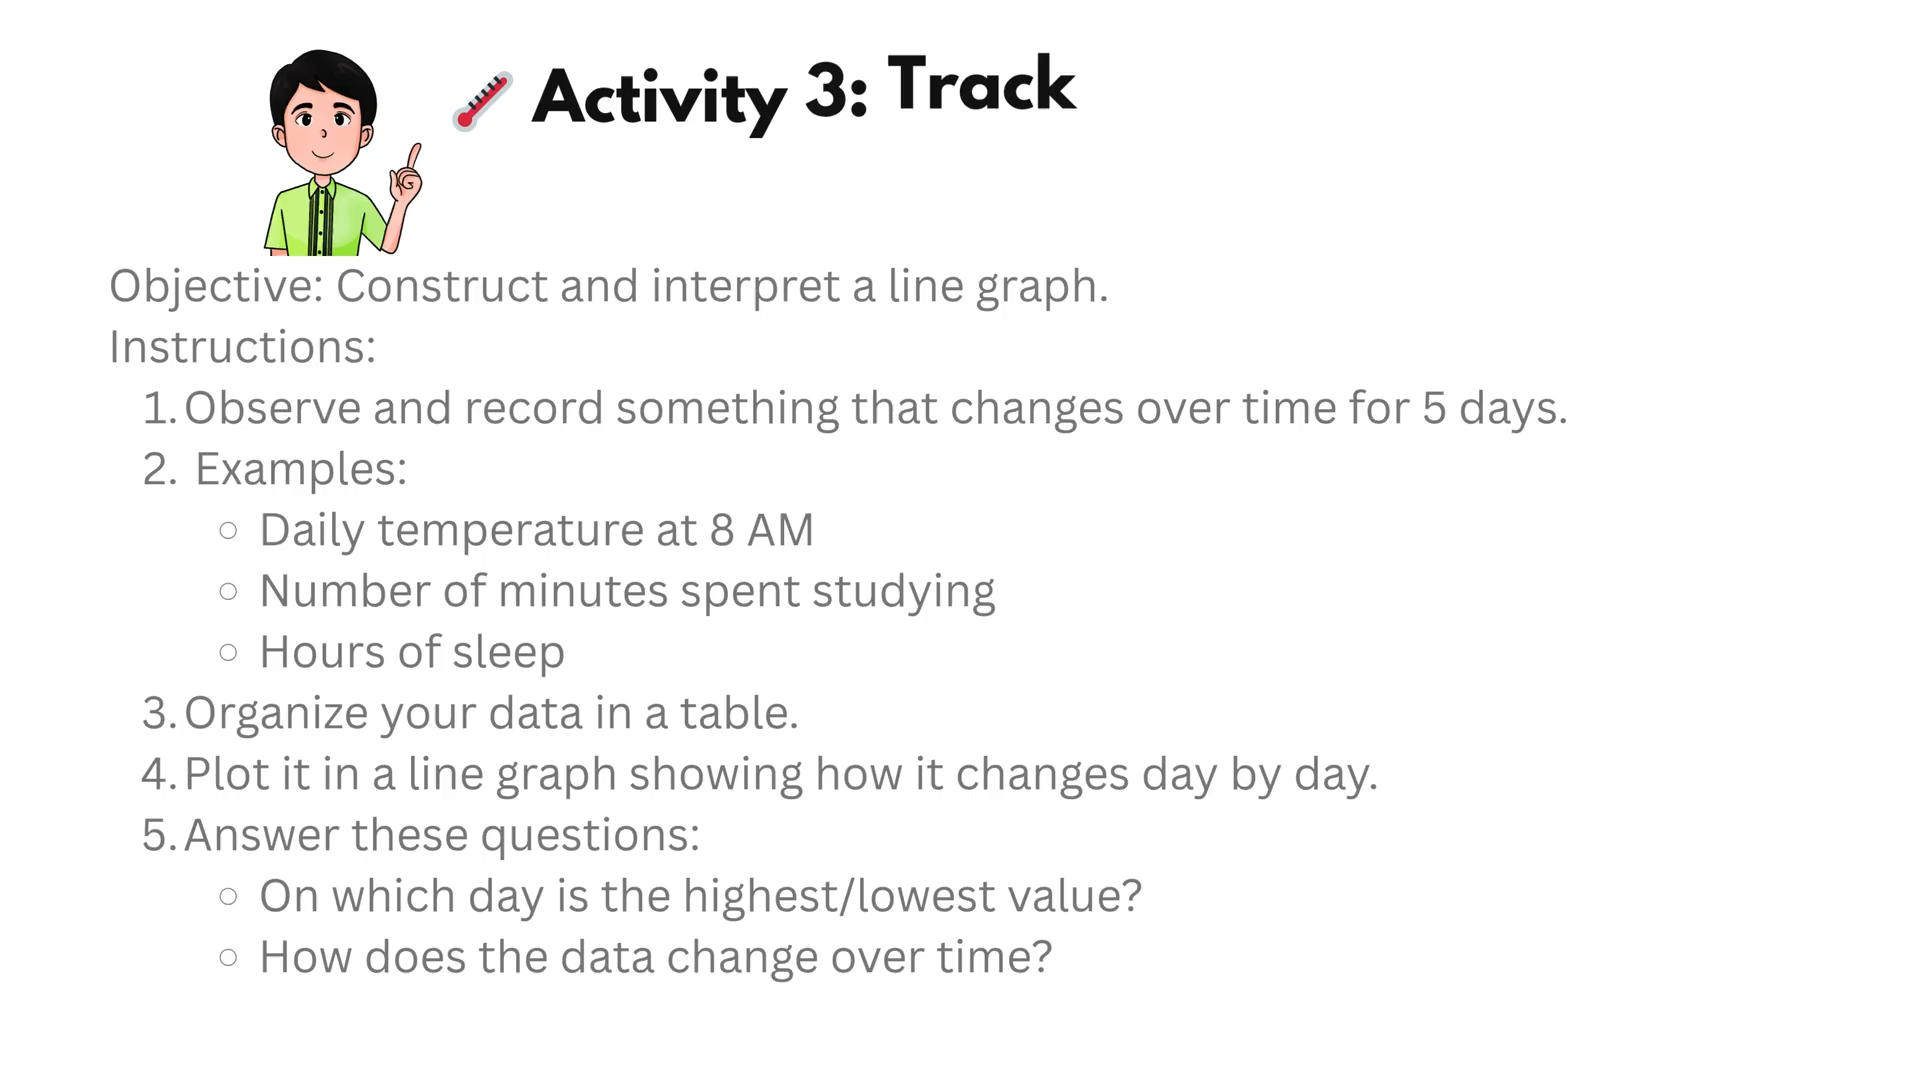 Activity 3: Track
Objective: Construct and interpret a line graph.
Instructions:
1. Observe and record something that changes over time for 5 days.
2. Examples:
○ Daily temperature at 8 AM
○ Number of minutes spent studying
○ Hours of sleep
3. Organize your data in a table.
4. Plot it in a line graph showing how it changes day by day.
5. Answer these questions:
○ On which day is the highest/lowest value?
○ How does the data change over time?